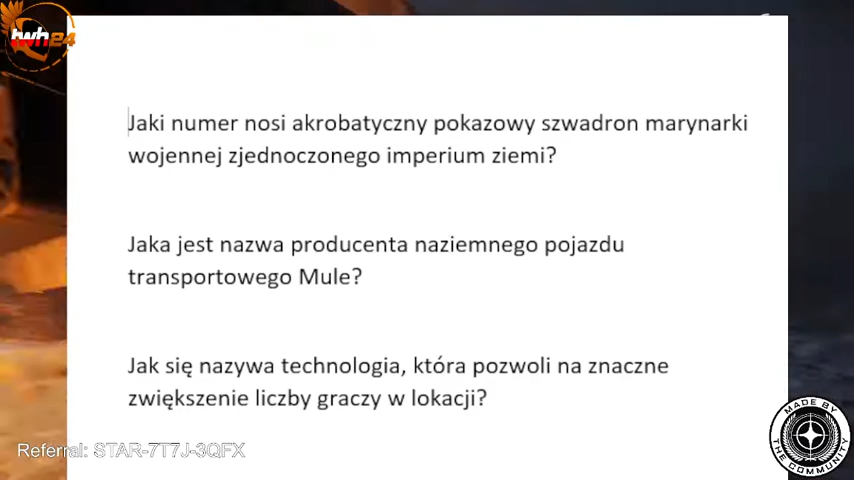 twh24
Jaki numer nosi akrobatyczny pokazowy szwadron marynarki
wojennej zjednoczonego imperium ziemi?
Jaka jest nazwa producenta naziemnego pojazdu
transportowego Mule?
Jak się nazywa technologia, która pozwoli na znaczne
zwiększenie liczby graczy w lokacji?
Referral: STAR-7T7J-3QFX
MADE BY
THE COMMUNITY